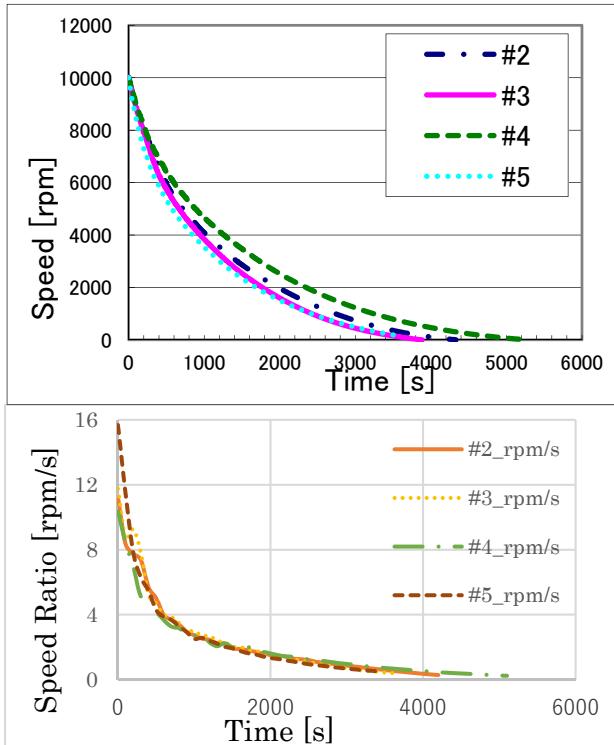 12000
10000
8000
6000
4000
2000
0
Speed [rpm]
#2
#3
#4
#5
0 1000 2000 3000 4000 5000 6000
Time [s]
16
12
8
4
0
Speed Ratio [rpm/s]
#2_rpm/s
#3_rpm/s
#4_rpm/s
#5_rpm/s
0 2000 4000 6000
Time [s]